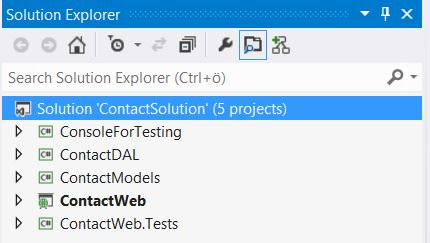 Solution Explorer
Search Solution Explorer (Ctrl+ö)
Solution 'ContactSolution' (5 projects)
C# ConsoleForTesting
C# ContactDAL
C# ContactModels
ContactWeb
C# ContactWeb.Tests